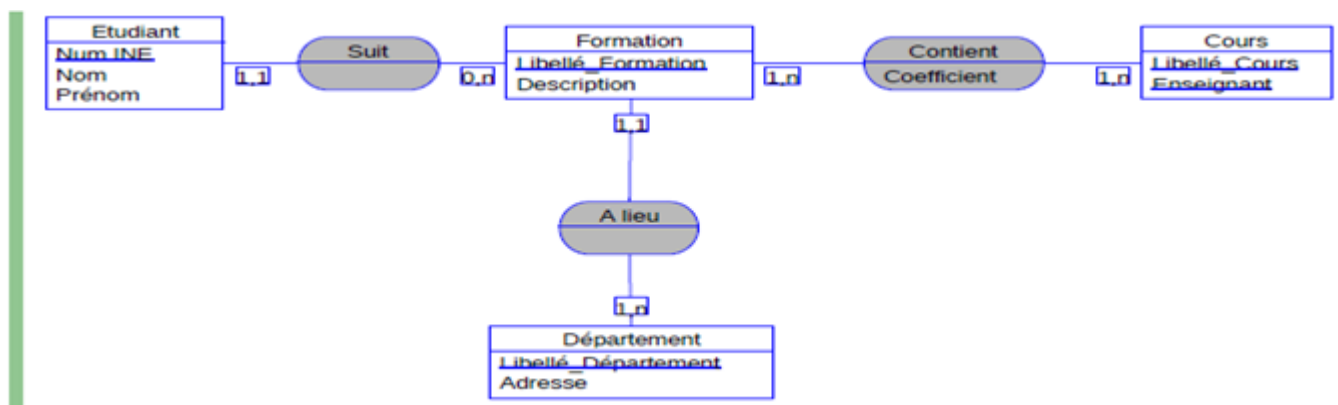 Etudiant
Num INE
Nom
Prénom
1,1
Suit
0,n
Formation
Libellé_Formation
Description
1,n
Contient
Coefficient
1,n
Cours
Libellé_Cours
Enseignant
1,1
A lieu
1,n
Département
Libellé_Département
Adresse